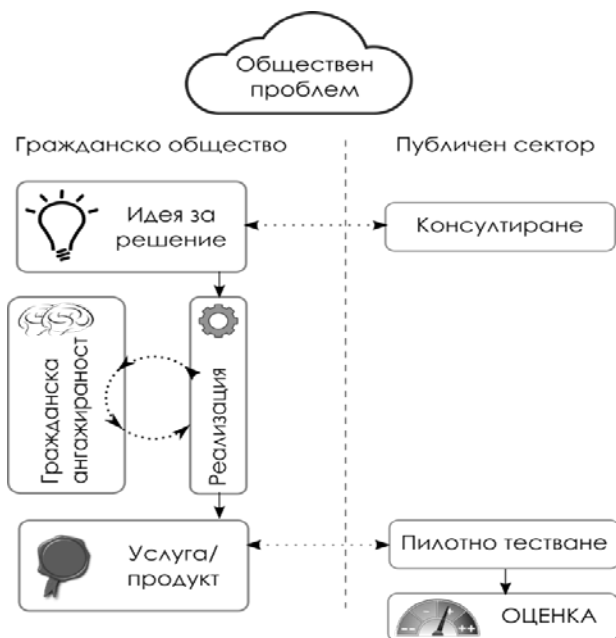 Обществен
проблем
Гражданско общество
Публичен сектор
Идея за
решение
Консултиране
Гражданска
ангажираност
Реализация
Услуга/
продукт
Пилотно тестване
-- - + ++
ОЦЕНКА